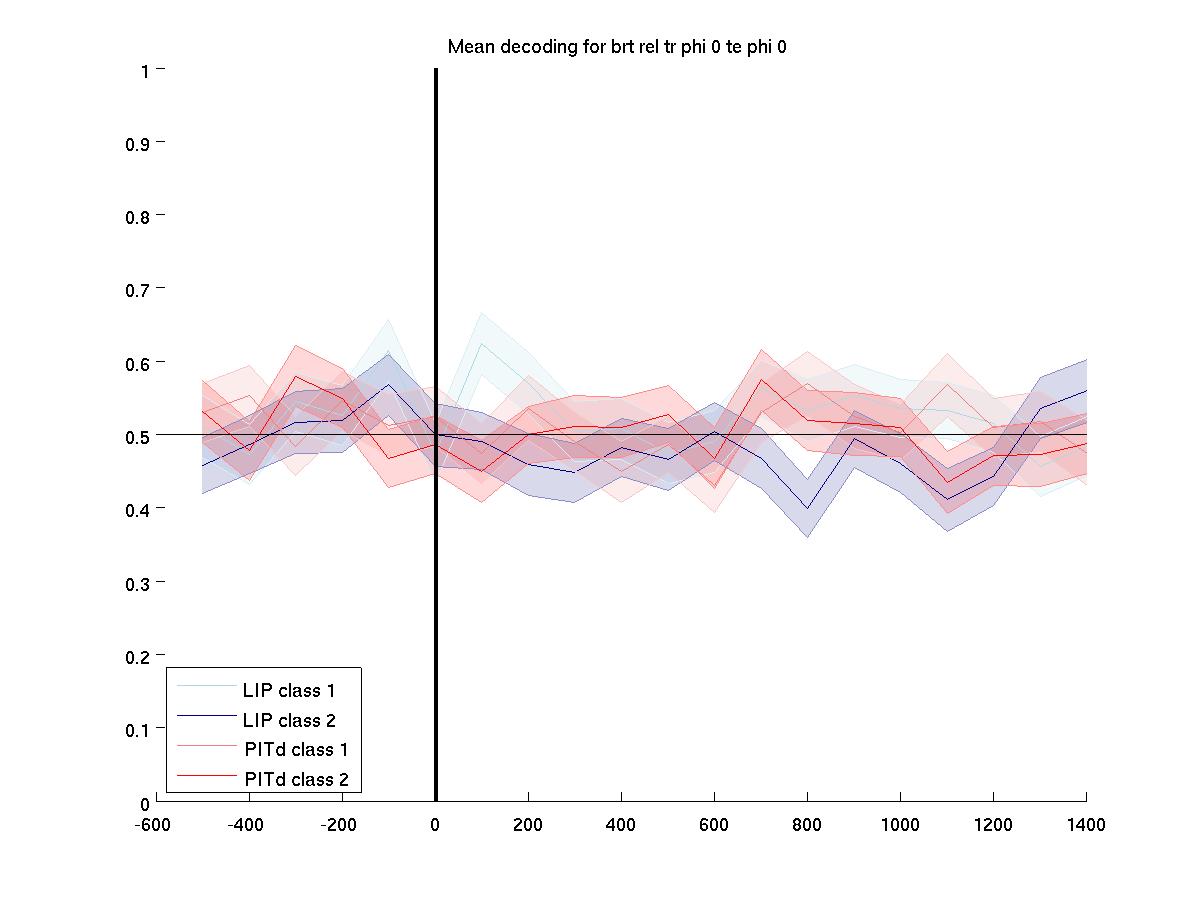 Mean decoding for brt rel tr phi 0 te phi 0
1
0.9
0.8
0.7
0.6
0.5
0.4
0.3
0.2
0.1
0
LIP class 1
LIP class 2
PITd class 1
PITd class 2
-600 -400 -200 0 200 400 600 800 1000 1200 1400